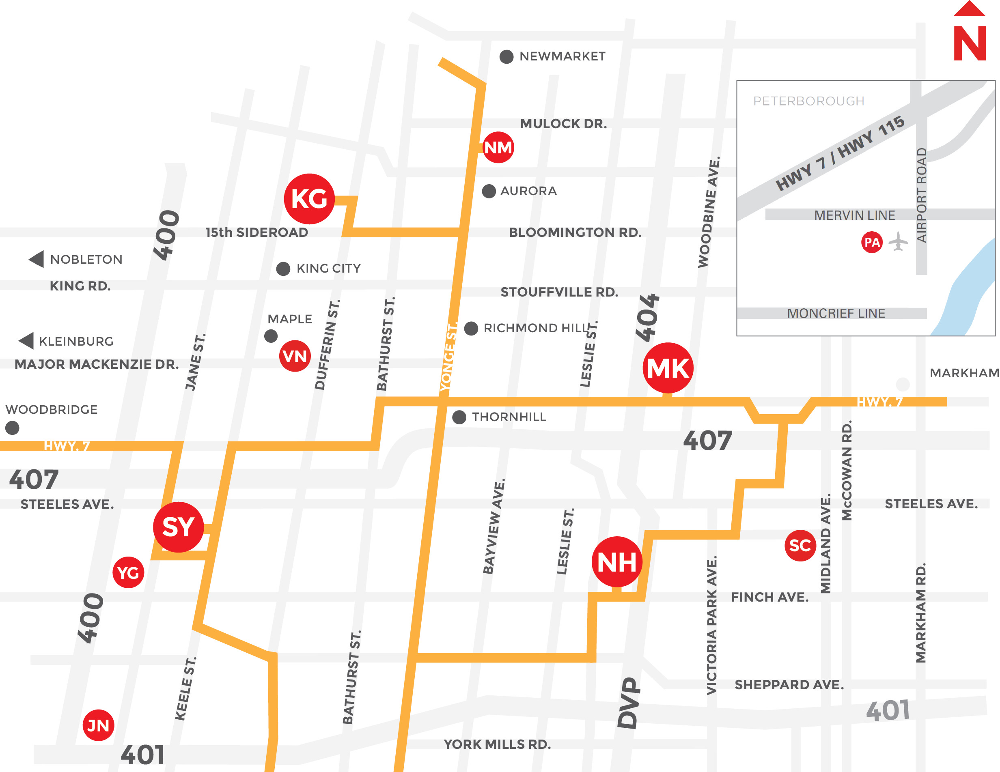 N
NEWMARKET
PETERBOROUGH
MULOCK DR.
HWY 7 / HWY 115
NM
AIRPORT ROAD
WOODBINE AVE.
AURORA
KG
MERVIN LINE
400
15th SIDEROAD
BLOOMINGTON RD.
PA
NOBLETON
KING CITY
KING RD.
STOUFFVILLE RD.
404
MONCRIEF LINE
MAPLE
DUFFERIN ST.
BATHURST ST.
YONGE ST.
RICHMOND HILL
LESLIE ST.
KLEINBURG
JANE ST.
VN
MAJOR MACKENZIE DR.
MK
MARKHAM
HWY. 7
WOODBRIDGE
THORNHILL
HWY. 7
407
McCOWAN RD.
407
STEELES AVE.
BAYVIEW AVE.
STEELES AVE.
MIDLAND AVE.
SY
LESLIE ST.
SC
NH
YG
VICTORIA PARK AVE.
FINCH AVE.
MARKHAM RD.
400
KEELE ST.
BATHURST ST.
DVP
SHEPPARD AVE.
401
JN
YORK MILLS RD.
401